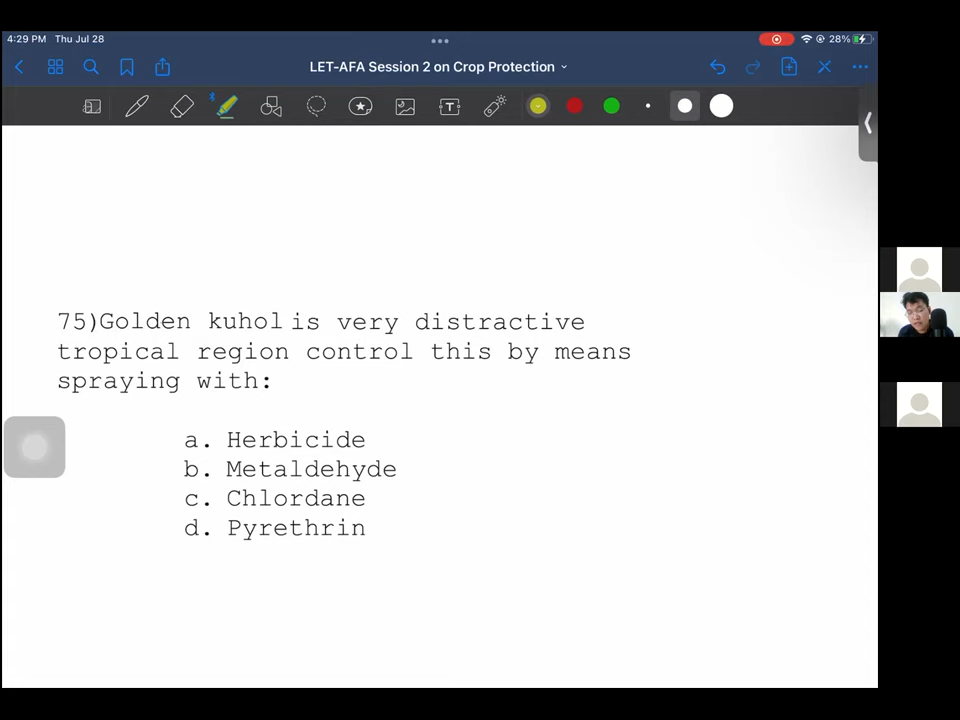 4:29 PM Thu Jul 28
28%
LET-AFA Session 2 on Crop Protection
75)Golden kuhol is very distractive
tropical region control this by means
spraying with:
a. Herbicide
b. Metaldehyde
c. Chlordane
d. Pyrethrin